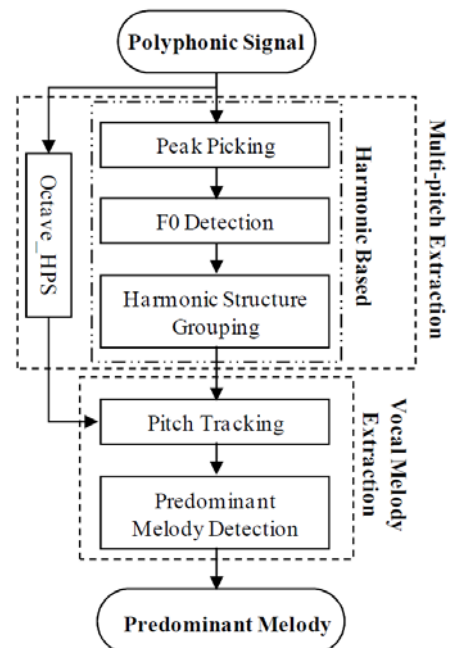 Polyphonic Signal
Peak Picking
F0 Detection
Harmonic Structure
Grouping
Harmonic Based
Multi-pitch Extraction
Octave_HPS
Pitch Tracking
Predominant
Melody Detection
Vocal Melody
Extraction
Predominant Melody